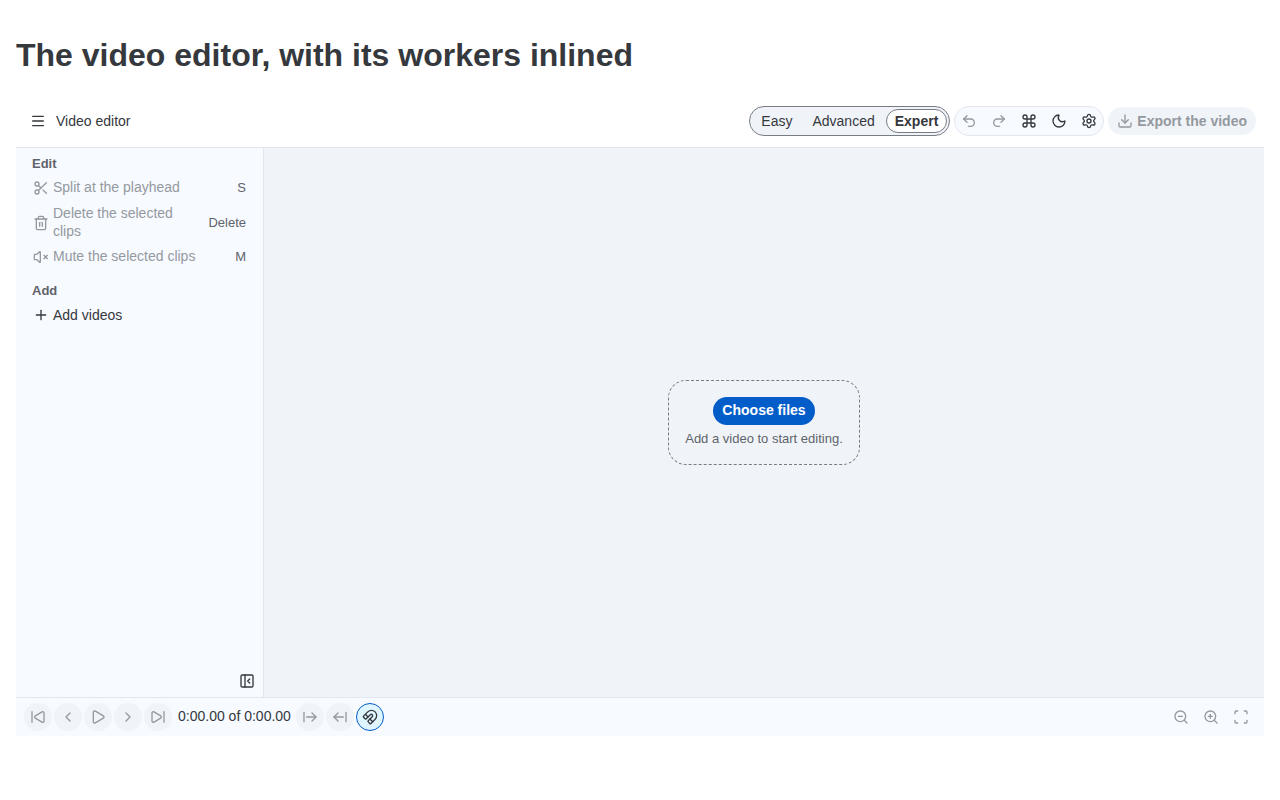 The video editor, with its workers inlined
Video editor
Easy Advanced Expert
Export the video
Edit
Split at the playhead S
Delete the selected
clips
Delete
Mute the selected clips M
Add
Add videos
Choose files
Add a video to start editing.
0:00.00 of 0:00.00